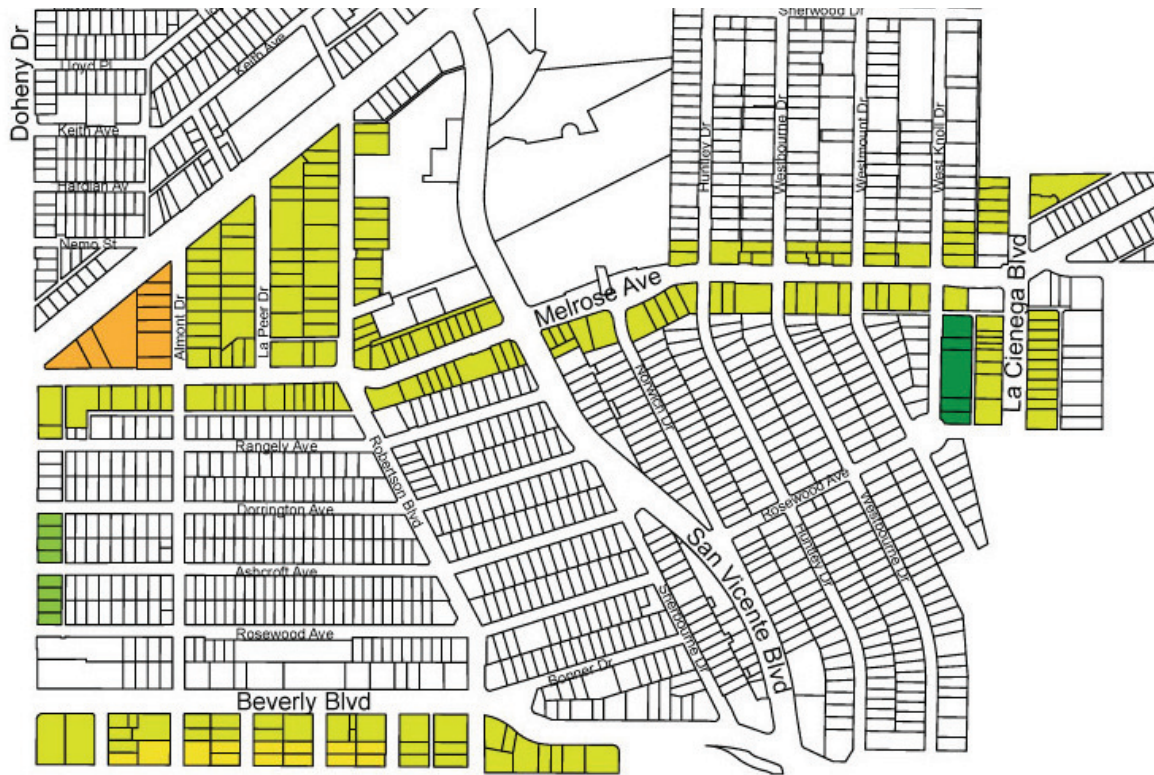 Sherwood Dr
Doheny Dr
Lloyd Pl
Keith Ave
Keith Ave
Harlan Av
Nemo St
Almont Dr
La Peer Dr
Huntley Dr
Westbourne Dr
Westmount Dr
West Knoll Dr
La Cienega Blvd
Melrose Ave
Norwich Dr
Rangely Ave
Robertson Blvd
Dorrington Ave
Rosewood Ave
Westbourne Dr
Huntley Dr
San Vicente Blvd
Ashcroft Ave
Sherbourne Dr
Rosewood Ave
Bonner Dr
Beverly Blvd